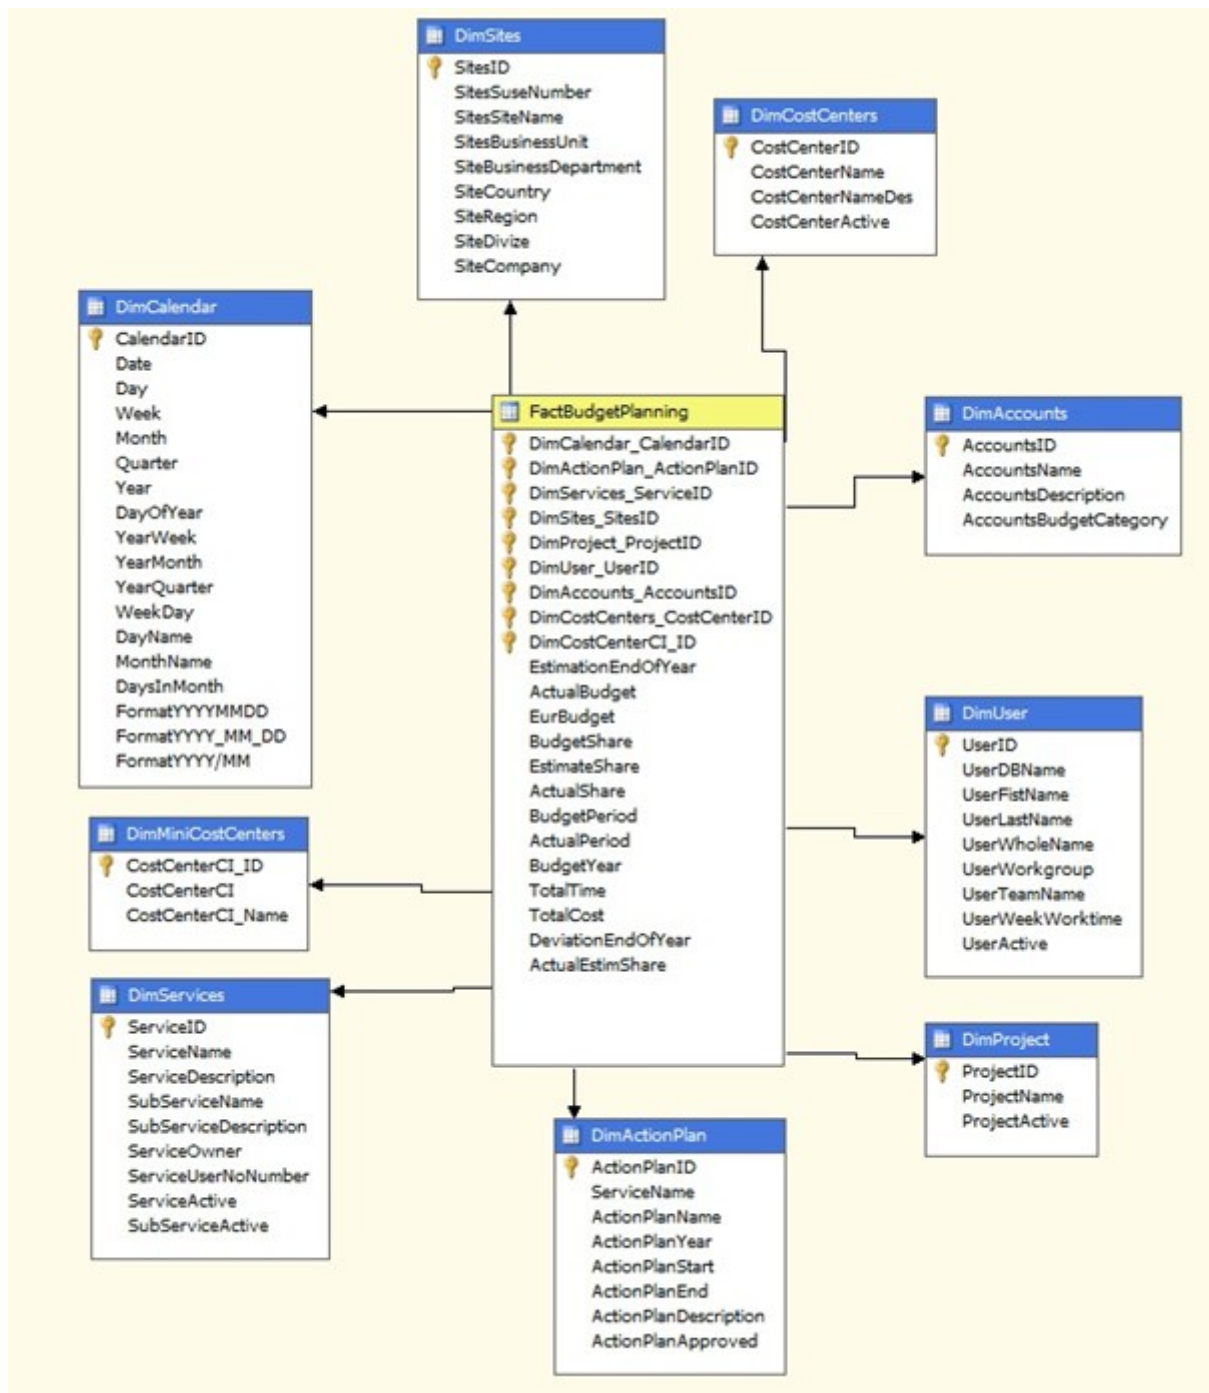 DimSites
SitesID
SitesSuseNumber
SitesSiteName
SitesBusinessUnit
SiteBusinessDepartment
SiteCountry
SiteRegion
SiteDivize
SiteCompany
DimCostCenters
CostCenterID
CostCenterName
CostCenterNameDes
CostCenterActive
DimCalendar
CalendarID
Date
Day
Week
Month
Quarter
Year
DayOfYear
YearWeek
YearMonth
YearQuarter
WeekDay
DayName
MonthName
DaysInMonth
FormatYYYYMMDD
FormatYYYY_MM_DD
FormatYYYY/MM
FactBudgetPlanning
DimCalendar_CalendarID
DimActionPlan_ActionPlanID
DimServices_ServiceID
DimSites_SitesID
DimProject_ProjectID
DimUser_UserID
DimAccounts_AccountsID
DimCostCenters_CostCenterID
DimCostCenterCI_ID
EstimationEndOfYear
ActualBudget
EurBudget
BudgetShare
EstimateShare
ActualShare
BudgetPeriod
ActualPeriod
BudgetYear
TotalTime
TotalCost
DeviationEndOfYear
ActualEstimShare
DimAccounts
AccountsID
AccountsName
AccountsDescription
AccountsBudgetCategory
DimUser
UserID
UserDBName
UserFistName
UserLastName
UserWholeName
UserWorkgroup
UserTeamName
UserWeekWorktime
UserActive
DimMiniCostCenters
CostCenterCI_ID
CostCenterCI
CostCenterCI_Name
DimServices
ServiceID
ServiceName
ServiceDescription
SubServiceName
SubServiceDescription
ServiceOwner
ServiceUserNoNumber
ServiceActive
SubServiceActive
DimProject
ProjectID
ProjectName
ProjectActive
DimActionPlan
ActionPlanID
ServiceName
ActionPlanName
ActionPlanYear
ActionPlanStart
ActionPlanEnd
ActionPlanDescription
ActionPlanApproved